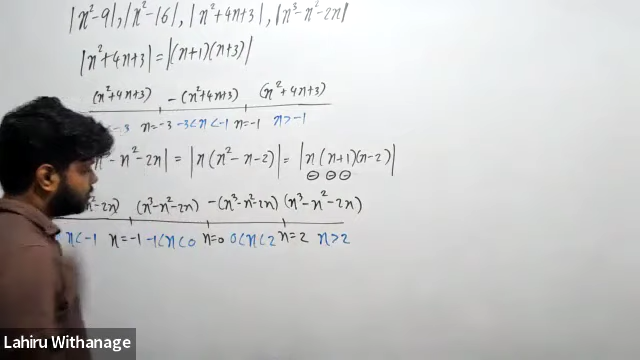 |x²-9|, |x²-16|, |x²+4x+3|, |x³-x²-2x|
|x²+4x+3| = |(x+1)(x+3)|
(x²+4x+3) -(x²+4x+3) (x²+4x+3)
-3 x=-3 -3<x<-1 x=-1 x>-1
-x²-2x| = |x(x²-x-2)| = |x(x+1)(x-2)|
⊖ ⊖ ⊖
-x²-2x) (x³-x²-2x) -(x³-x²-2x) (x³-x²-2x)
x<-1 x=-1 -1<x<0 x=0 0<x<2 x=2 x>2
Lahiru Withanage